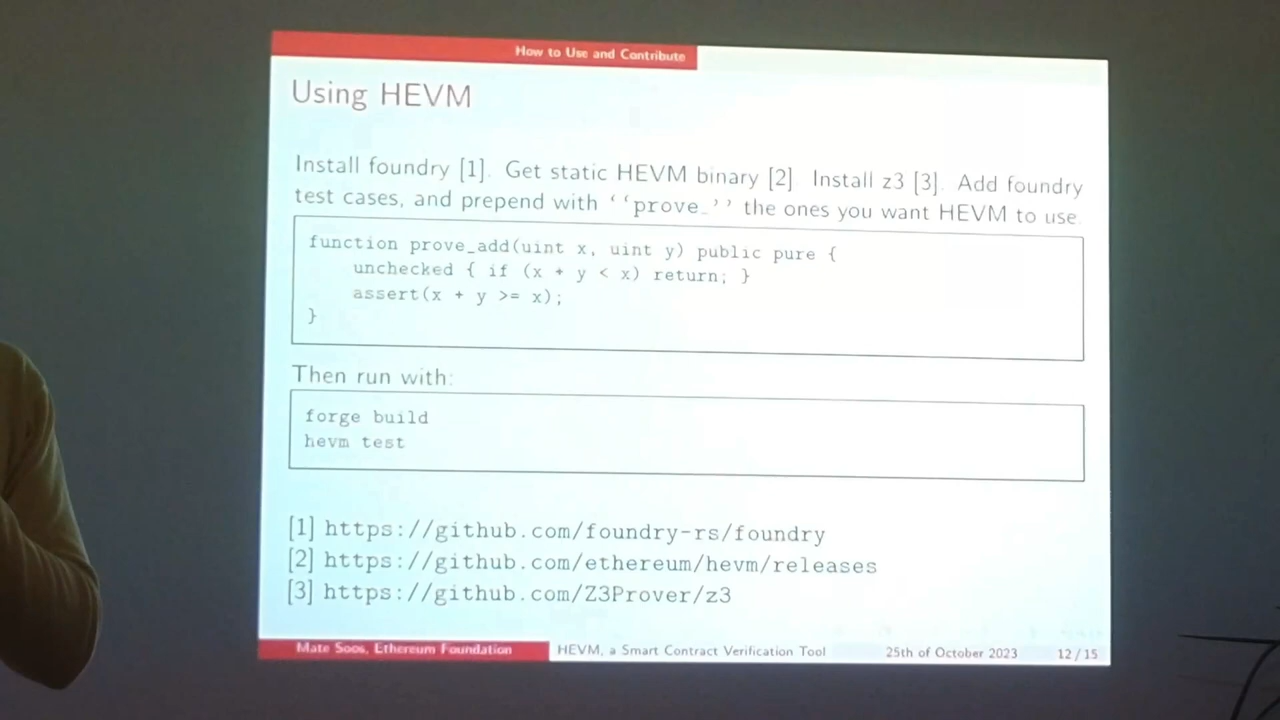 How to Use and Contribute
Using HEVM
Install foundry [1]. Get static HEVM binary [2]. Install z3 [3]. Add foundry
test cases, and prepend with ‘‘prove_’’ the ones you want HEVM to use.
function prove_add(uint x, uint y) public pure {
    unchecked { if (x + y < x) return; }
    assert(x + y >= x);
}
Then run with:
forge build
hevm test
[1] https://github.com/foundry-rs/foundry
[2] https://github.com/ethereum/hevm/releases
[3] https://github.com/Z3Prover/z3
Mate Soos, Ethereum Foundation HEVM, a Smart Contract Verification Tool 25th of October 2023 12 / 15